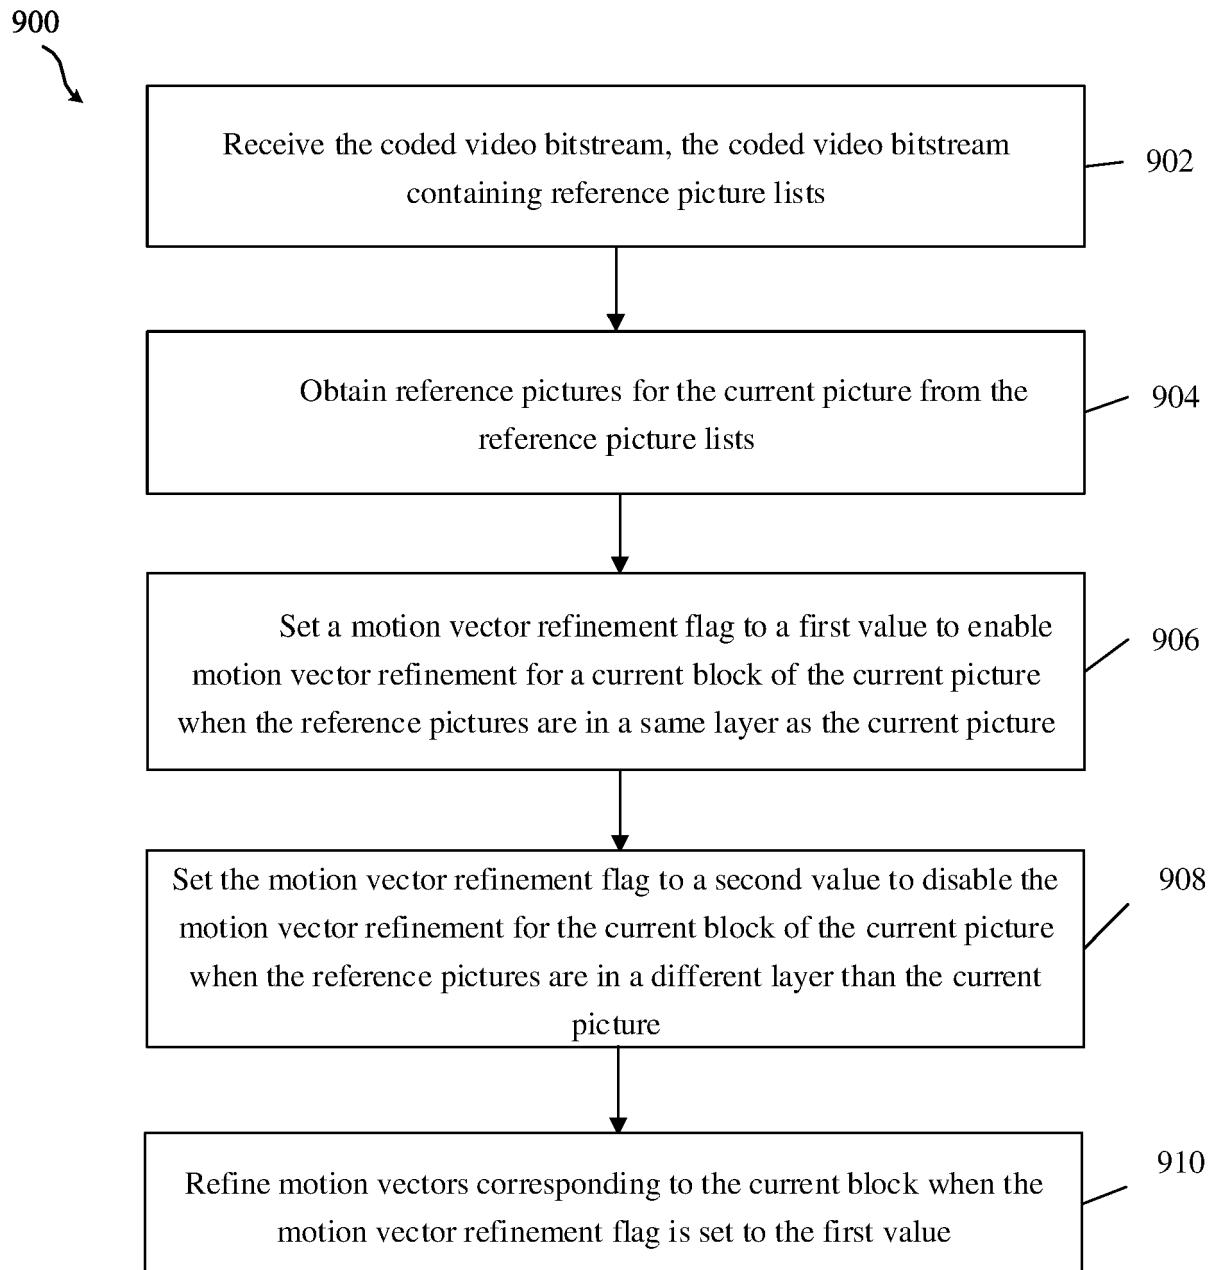 900
Receive the coded video bitstream, the coded video bitstream
containing reference picture lists
902
Obtain reference pictures for the current picture from the
reference picture lists
904
Set a motion vector refinement flag to a first value to enable
motion vector refinement for a current block of the current picture
when the reference pictures are in a same layer as the current picture
906
Set the motion vector refinement flag to a second value to disable the
motion vector refinement for the current block of the current picture
when the reference pictures are in a different layer than the current
picture
908
Refine motion vectors corresponding to the current block when the
motion vector refinement flag is set to the first value
910